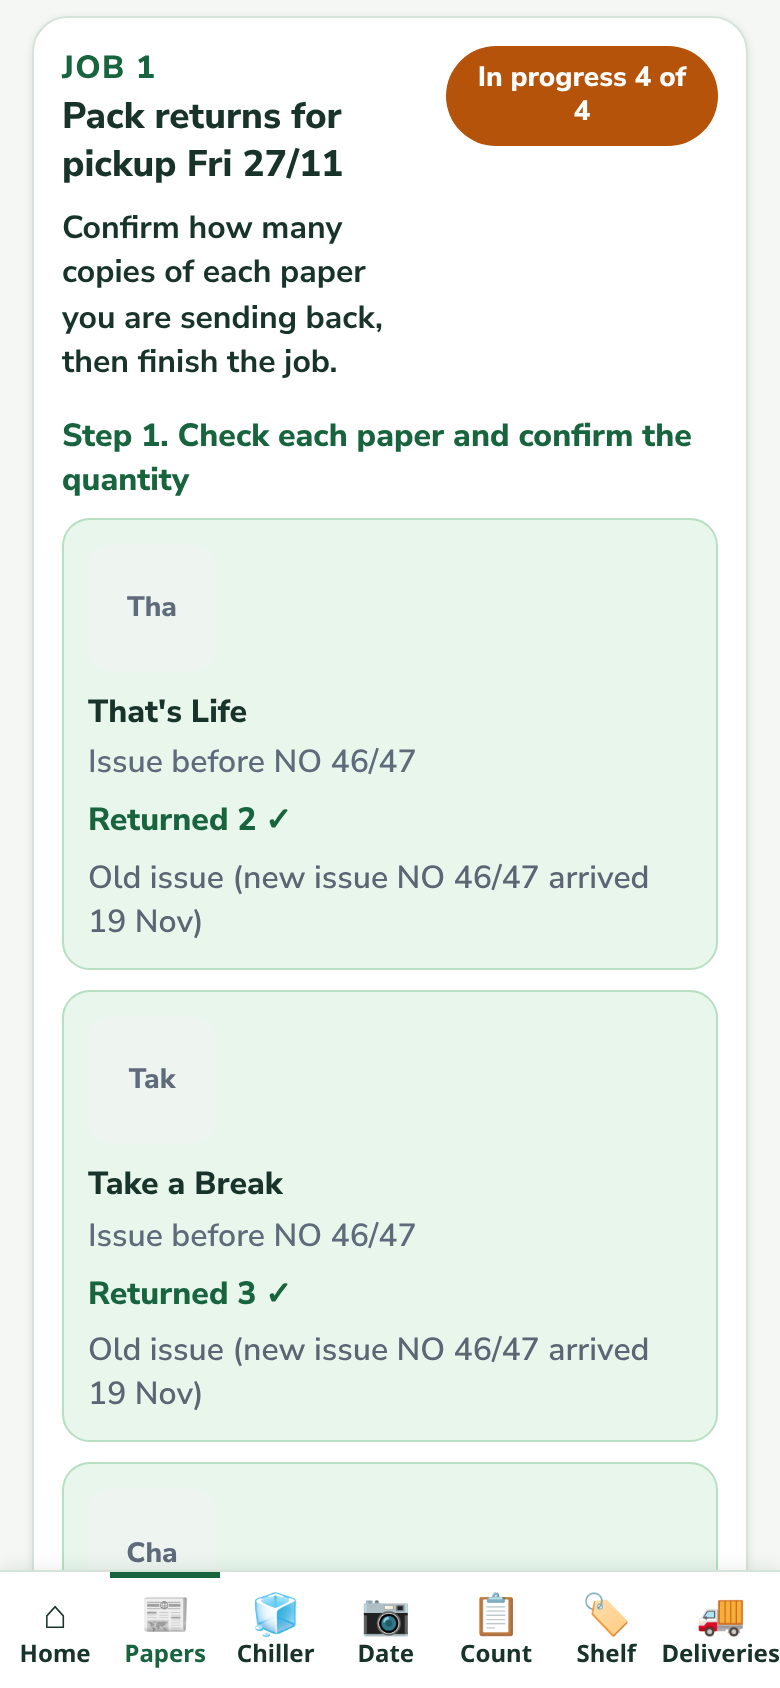 JOB 1
Pack returns for
pickup Fri 27/11
In progress 4 of
4
Confirm how many
copies of each paper
you are sending back,
then finish the job.
Step 1. Check each paper and confirm the
quantity
Tha
That's Life
Issue before NO 46/47
Returned 2 ✓
Old issue (new issue NO 46/47 arrived
19 Nov)
Tak
Take a Break
Issue before NO 46/47
Returned 3 ✓
Old issue (new issue NO 46/47 arrived
19 Nov)
Cha
Home Papers Chiller Date Count Shelf Deliveries